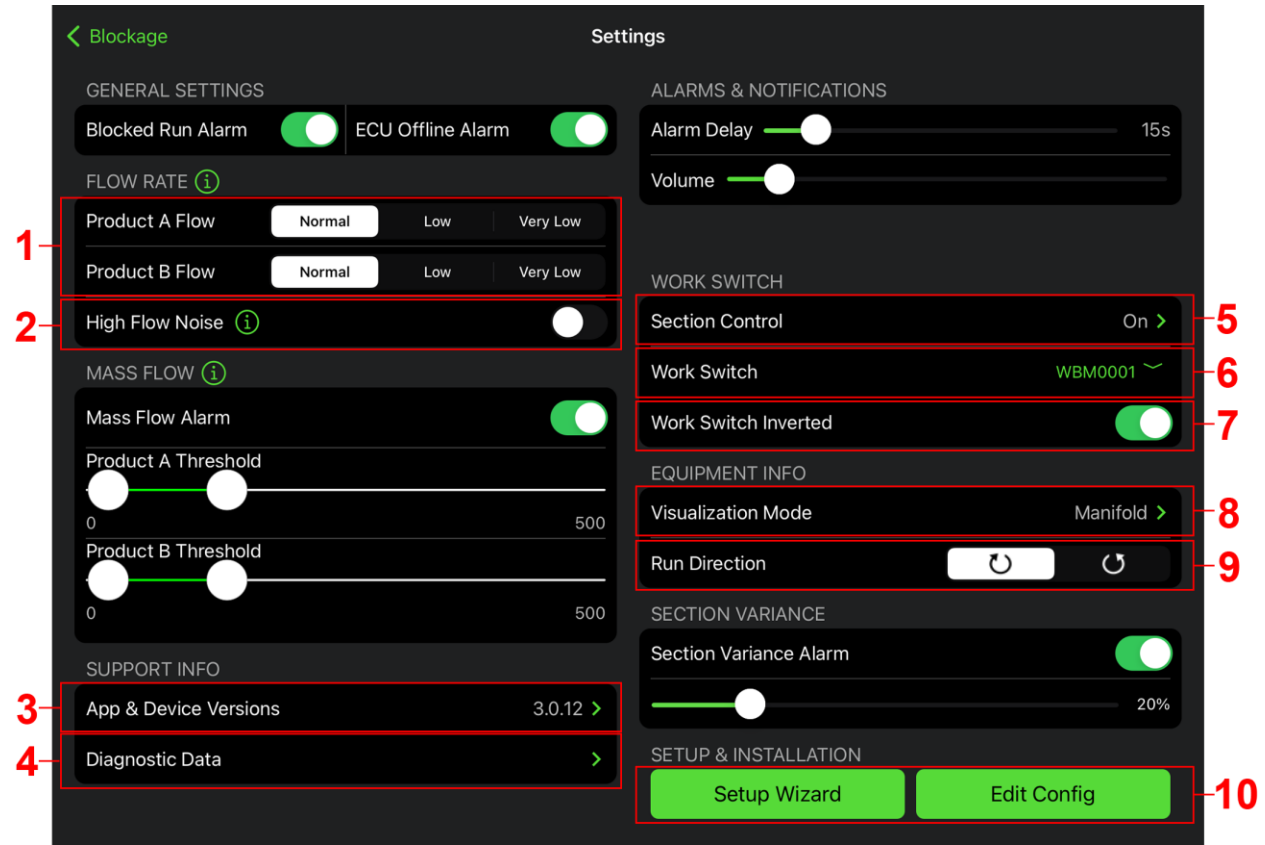 Blockage
Settings
GENERAL SETTINGS
Blocked Run Alarm
ECU Offline Alarm
FLOW RATE i
1
Product A Flow Normal Low Very Low
Product B Flow Normal Low Very Low
2
High Flow Noise i
MASS FLOW i
Mass Flow Alarm
Product A Threshold
0 500
Product B Threshold
0 500
SUPPORT INFO
3
App & Device Versions 3.0.12
4
Diagnostic Data
ALARMS & NOTIFICATIONS
Alarm Delay 15s
Volume
WORK SWITCH
Section Control On
5
Work Switch WBM0001
6
Work Switch Inverted
7
EQUIPMENT INFO
Visualization Mode Manifold
8
Run Direction
9
SECTION VARIANCE
Section Variance Alarm
20%
SETUP & INSTALLATION
Setup Wizard Edit Config
10